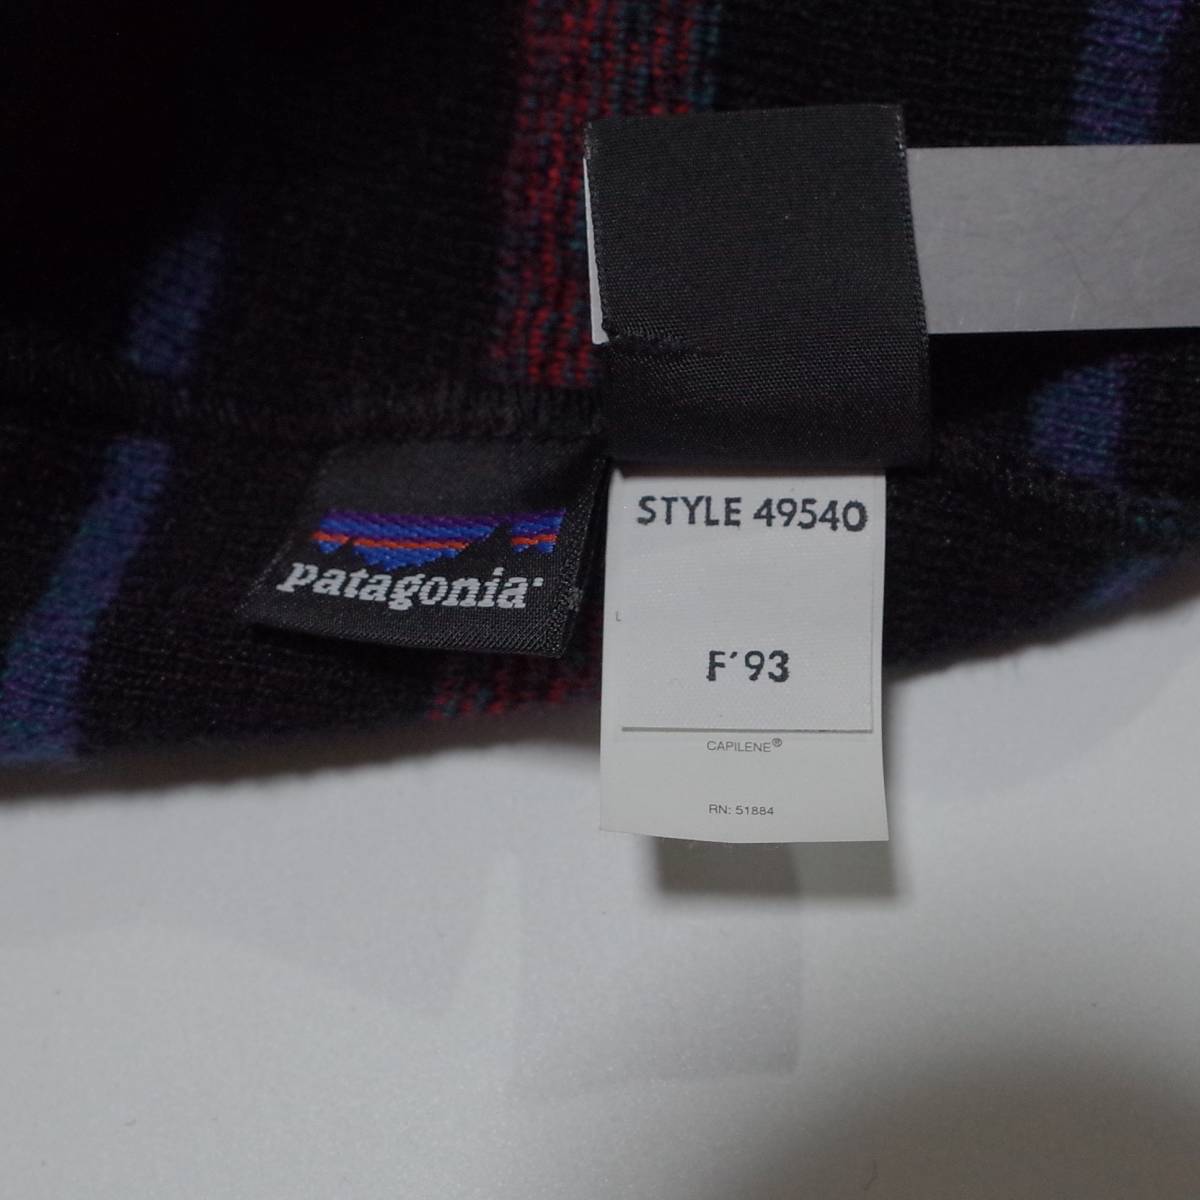 patagonia
STYLE 49540
L
F'93
CAPILENE®
RN: 51884